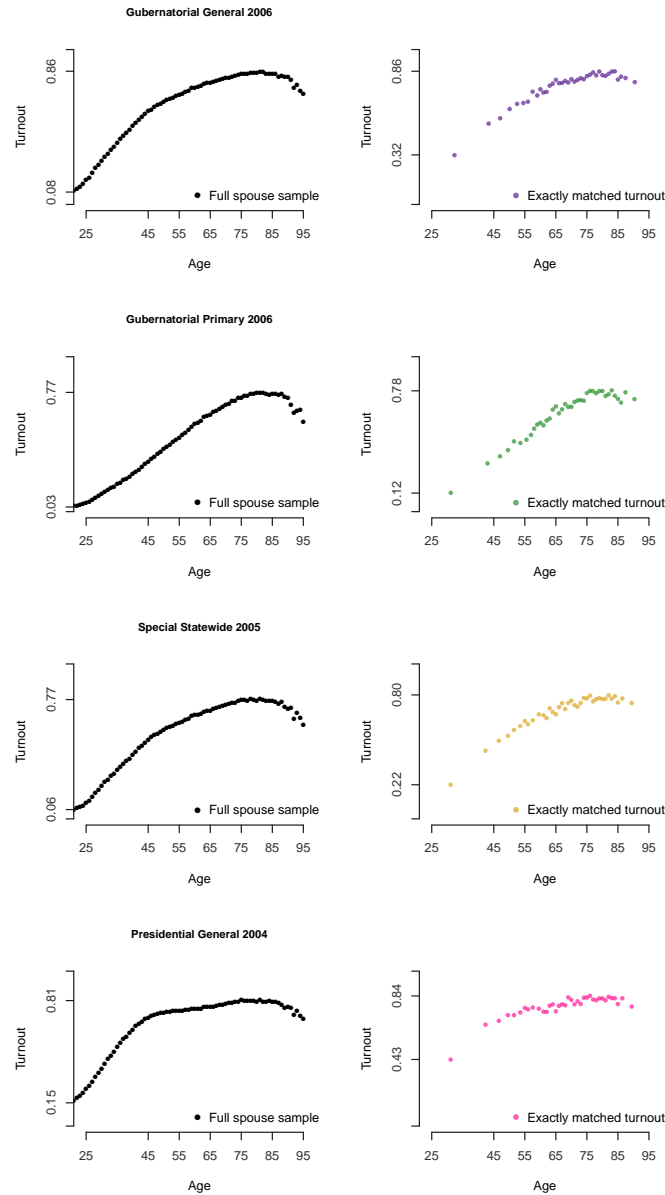 Gubernatorial General 2006
Turnout
0.86
0.08
Full spouse sample
25 45 55 65 75 85 95
Age
Turnout
0.86
0.32
Exactly matched turnout
25 45 55 65 75 85 95
Age
Gubernatorial Primary 2006
Turnout
0.77
0.03
Full spouse sample
25 45 55 65 75 85 95
Age
Turnout
0.78
0.12
Exactly matched turnout
25 45 55 65 75 85 95
Age
Special Statewide 2005
Turnout
0.77
0.06
Full spouse sample
25 45 55 65 75 85 95
Age
Turnout
0.80
0.22
Exactly matched turnout
25 45 55 65 75 85 95
Age
Presidential General 2004
Turnout
0.81
0.15
Full spouse sample
25 45 55 65 75 85 95
Age
Turnout
0.84
0.43
Exactly matched turnout
25 45 55 65 75 85 95
Age